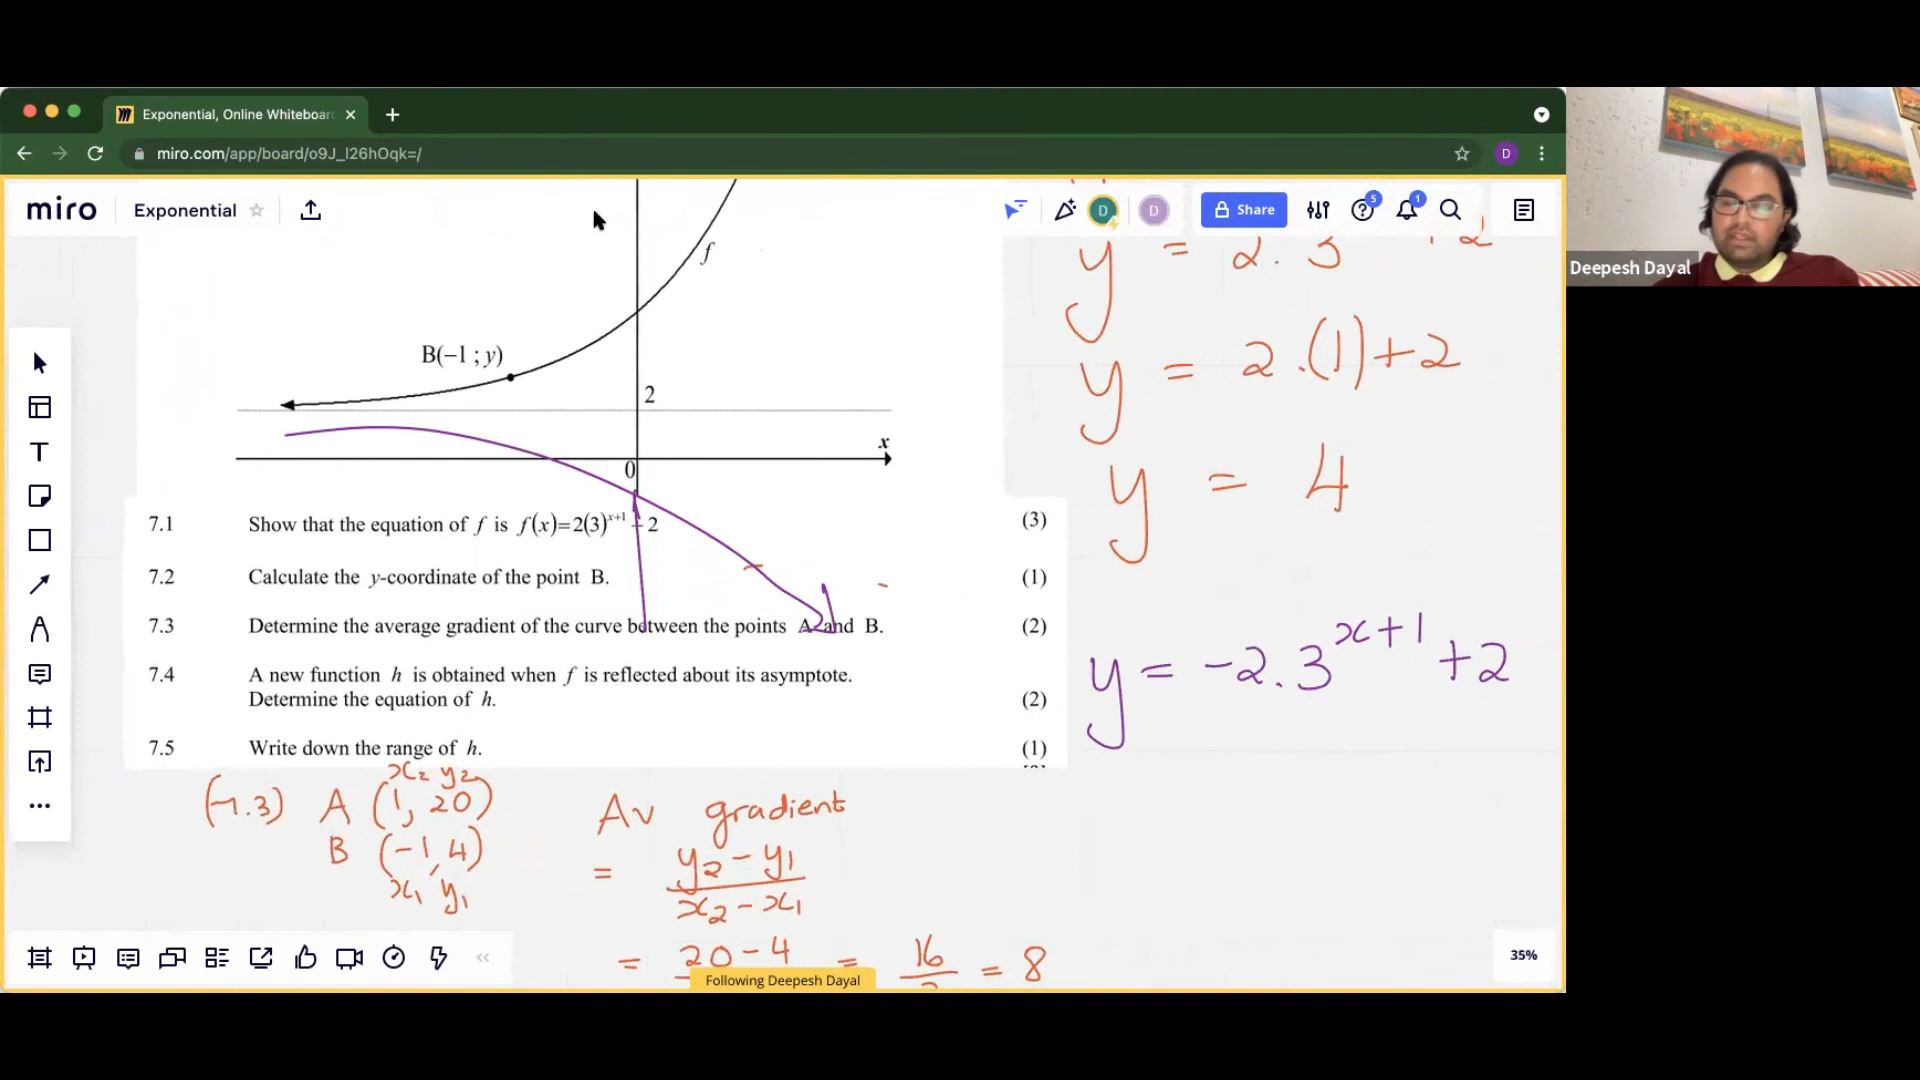 Exponential, Online Whiteboar
miro.com/app/board/o9J_l26hOqk=/
D
miro
Exponential
D
D
Share
5
1
f
B(−1 ; y)
2
x
0
7.1 Show that the equation of f is f(x)=2(3)^{x+1}+2 (3)
7.2 Calculate the y-coordinate of the point B. (1)
7.3 Determine the average gradient of the curve between the points A and B. (2)
7.4 A new function h is obtained when f is reflected about its asymptote.
Determine the equation of h. (2)
7.5 Write down the range of h. (1)
y = 2.3 +2
y = 2.(1)+2
y = 4
y = -2.3^{x+1} +2
x₂ y₂
(7.3) A (1, 20)
B (-1, 4)
x₁ y₁
Av gradient
= y₂ - y₁
x₂ - x₁
= 20 - 4 = 16 = 8
Following Deepesh Dayal
35%
Deepesh Dayal